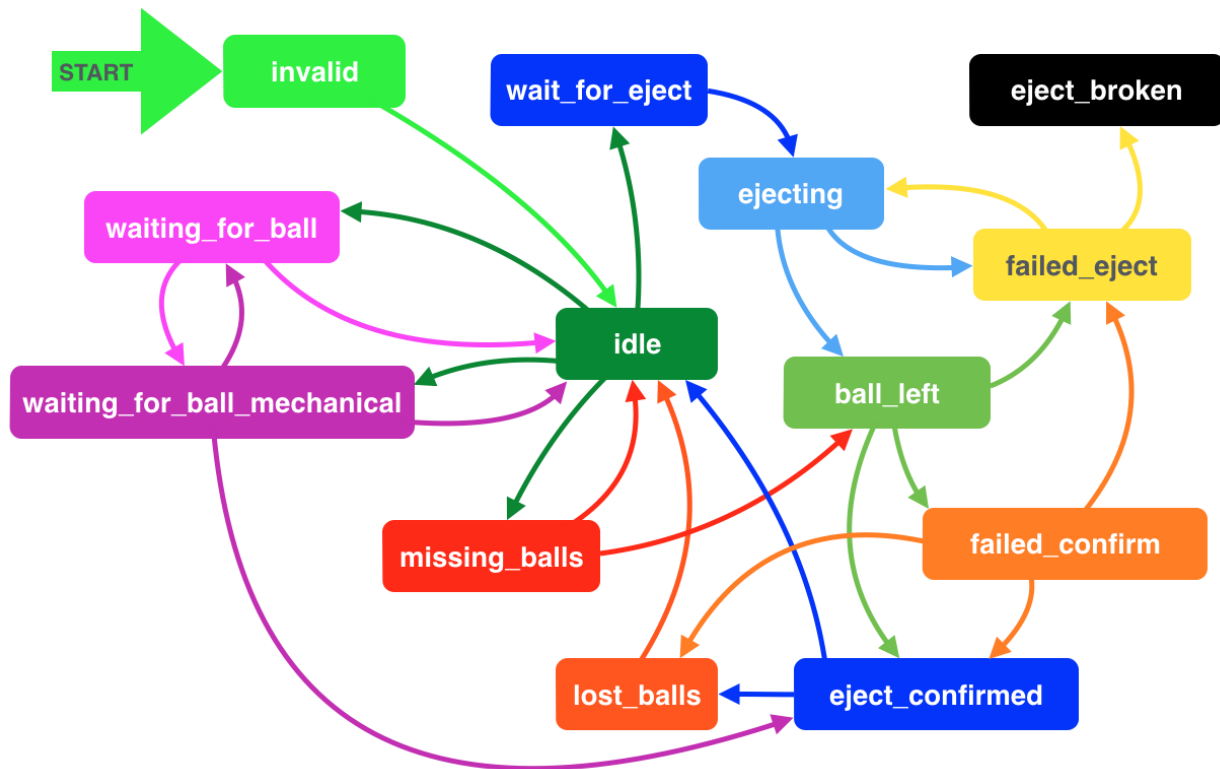 START
invalid
wait_for_eject
eject_broken
ejecting
waiting_for_ball
failed_eject
idle
waiting_for_ball_mechanical
ball_left
missing_balls
failed_confirm
lost_balls
eject_confirmed